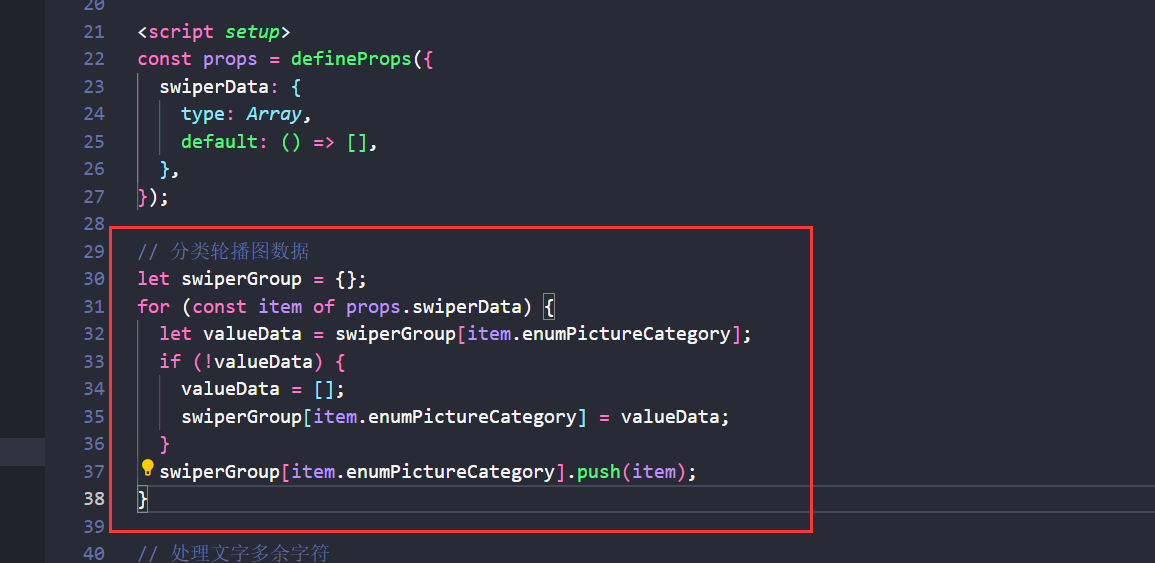 20
21 <script setup>
22 const props = defineProps({
23   swiperData: {
24     type: Array,
25     default: () => [],
26   },
27 });
28
29 // 分类轮播图数据
30 let swiperGroup = {};
31 for (const item of props.swiperData) {
32   let valueData = swiperGroup[item.enumPictureCategory];
33   if (!valueData) {
34     valueData = [];
35     swiperGroup[item.enumPictureCategory] = valueData;
36   }
37   swiperGroup[item.enumPictureCategory].push(item);
38 }
39
40 // 处理文字多余字符